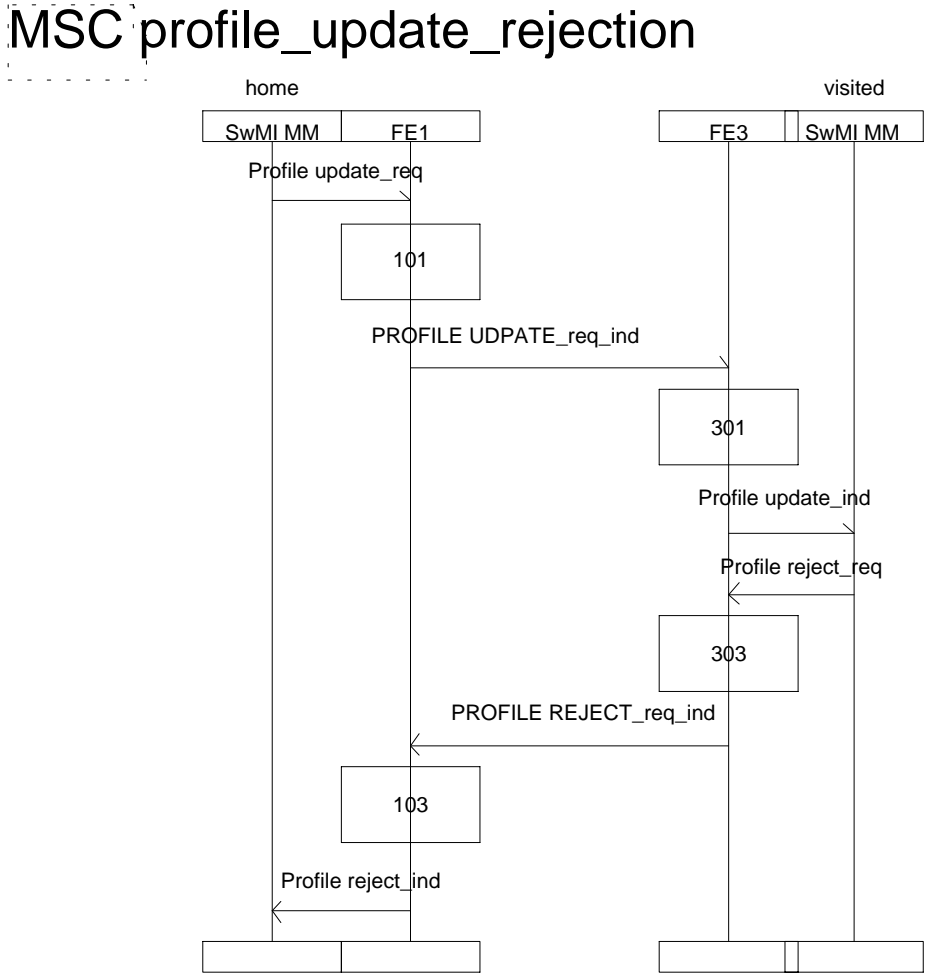 MSC profile_update_rejection
home
visited
SwMI MM
FE1
FE3
SwMI MM
Profile update_req
101
PROFILE UDPATE_req_ind
301
Profile update_ind
Profile reject_req
303
PROFILE REJECT_req_ind
103
Profile reject_ind